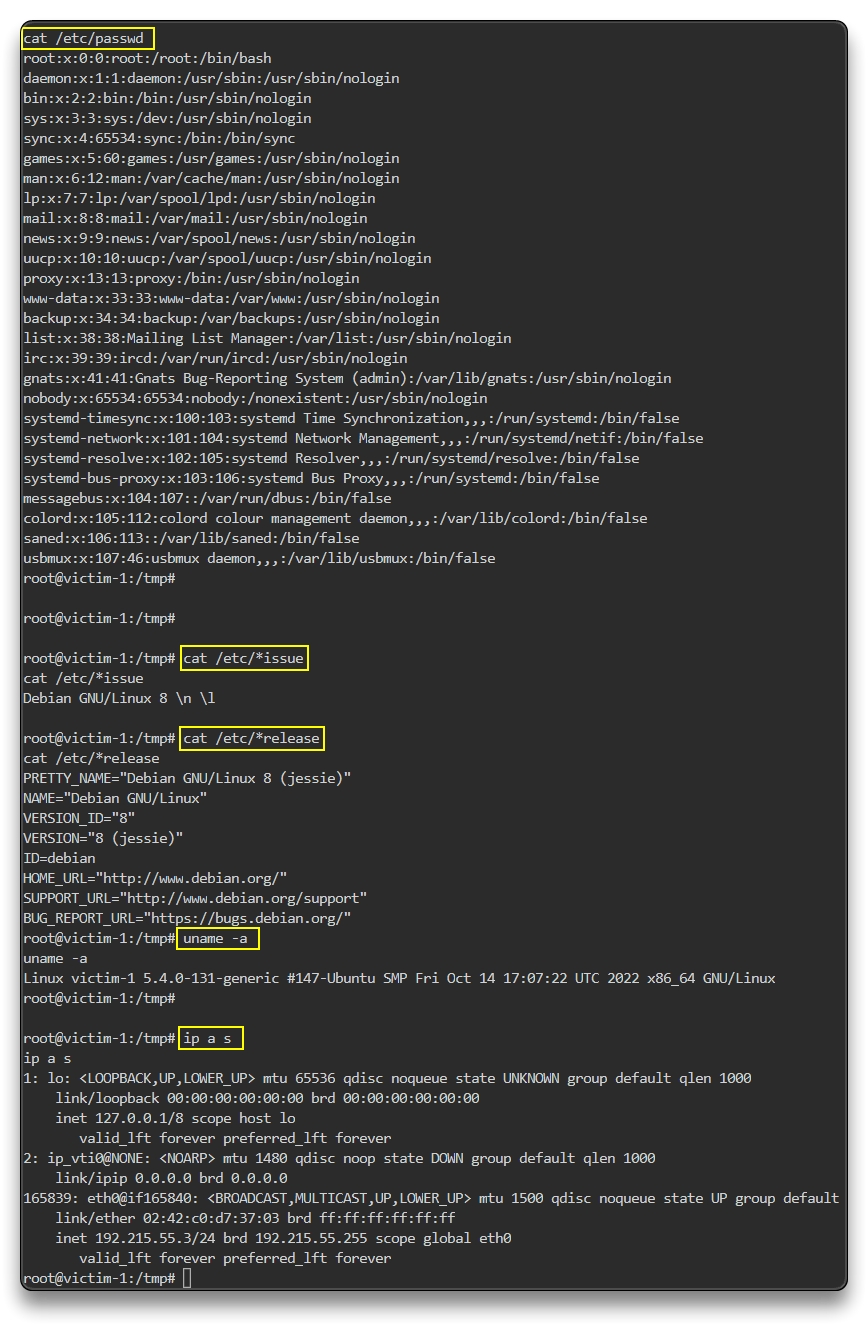 cat /etc/passwd
root:x:0:0:root:/root:/bin/bash
daemon:x:1:1:daemon:/usr/sbin:/usr/sbin/nologin
bin:x:2:2:bin:/bin:/usr/sbin/nologin
sys:x:3:3:sys:/dev:/usr/sbin/nologin
sync:x:4:65534:sync:/bin:/bin/sync
games:x:5:60:games:/usr/games:/usr/sbin/nologin
man:x:6:12:man:/var/cache/man:/usr/sbin/nologin
lp:x:7:7:lp:/var/spool/lpd:/usr/sbin/nologin
mail:x:8:8:mail:/var/mail:/usr/sbin/nologin
news:x:9:9:news:/var/spool/news:/usr/sbin/nologin
uucp:x:10:10:uucp:/var/spool/uucp:/usr/sbin/nologin
proxy:x:13:13:proxy:/bin:/usr/sbin/nologin
www-data:x:33:33:www-data:/var/www:/usr/sbin/nologin
backup:x:34:34:backup:/var/backups:/usr/sbin/nologin
list:x:38:38:Mailing List Manager:/var/list:/usr/sbin/nologin
irc:x:39:39:ircd:/var/run/ircd:/usr/sbin/nologin
gnats:x:41:41:Gnats Bug-Reporting System (admin):/var/lib/gnats:/usr/sbin/nologin
nobody:x:65534:65534:nobody:/nonexistent:/usr/sbin/nologin
systemd-timesync:x:100:103:systemd Time Synchronization,,,:/run/systemd:/bin/false
systemd-network:x:101:104:systemd Network Management,,,:/run/systemd/netif:/bin/false
systemd-resolve:x:102:105:systemd Resolver,,,:/run/systemd/resolve:/bin/false
systemd-bus-proxy:x:103:106:systemd Bus Proxy,,,:/run/systemd:/bin/false
messagebus:x:104:107::/var/run/dbus:/bin/false
colord:x:105:112:colord colour management daemon,,,:/var/lib/colord:/bin/false
saned:x:106:113::/var/lib/saned:/bin/false
usbmux:x:107:46:usbmux daemon,,,:/var/lib/usbmux:/bin/false
root@victim-1:/tmp#
root@victim-1:/tmp#
root@victim-1:/tmp# cat /etc/*issue
cat /etc/*issue
Debian GNU/Linux 8 \n \l
root@victim-1:/tmp# cat /etc/*release
cat /etc/*release
PRETTY_NAME="Debian GNU/Linux 8 (jessie)"
NAME="Debian GNU/Linux"
VERSION_ID="8"
VERSION="8 (jessie)"
ID=debian
HOME_URL="http://www.debian.org/"
SUPPORT_URL="http://www.debian.org/support"
BUG_REPORT_URL="https://bugs.debian.org/"
root@victim-1:/tmp# uname -a
uname -a
Linux victim-1 5.4.0-131-generic #147-Ubuntu SMP Fri Oct 14 17:07:22 UTC 2022 x86_64 GNU/Linux
root@victim-1:/tmp#
root@victim-1:/tmp# ip a s
ip a s
1: lo: <LOOPBACK,UP,LOWER_UP> mtu 65536 qdisc noqueue state UNKNOWN group default qlen 1000
link/loopback 00:00:00:00:00:00 brd 00:00:00:00:00:00
inet 127.0.0.1/8 scope host lo
valid_lft forever preferred_lft forever
2: ip_vti0@NONE: <NOARP> mtu 1480 qdisc noop state DOWN group default qlen 1000
link/ipip 0.0.0.0 brd 0.0.0.0
165839: eth0@if165840: <BROADCAST,MULTICAST,UP,LOWER_UP> mtu 1500 qdisc noqueue state UP group default
link/ether 02:42:c0:d7:37:03 brd ff:ff:ff:ff:ff:ff
inet 192.215.55.3/24 brd 192.215.55.255 scope global eth0
valid_lft forever preferred_lft forever
root@victim-1:/tmp#